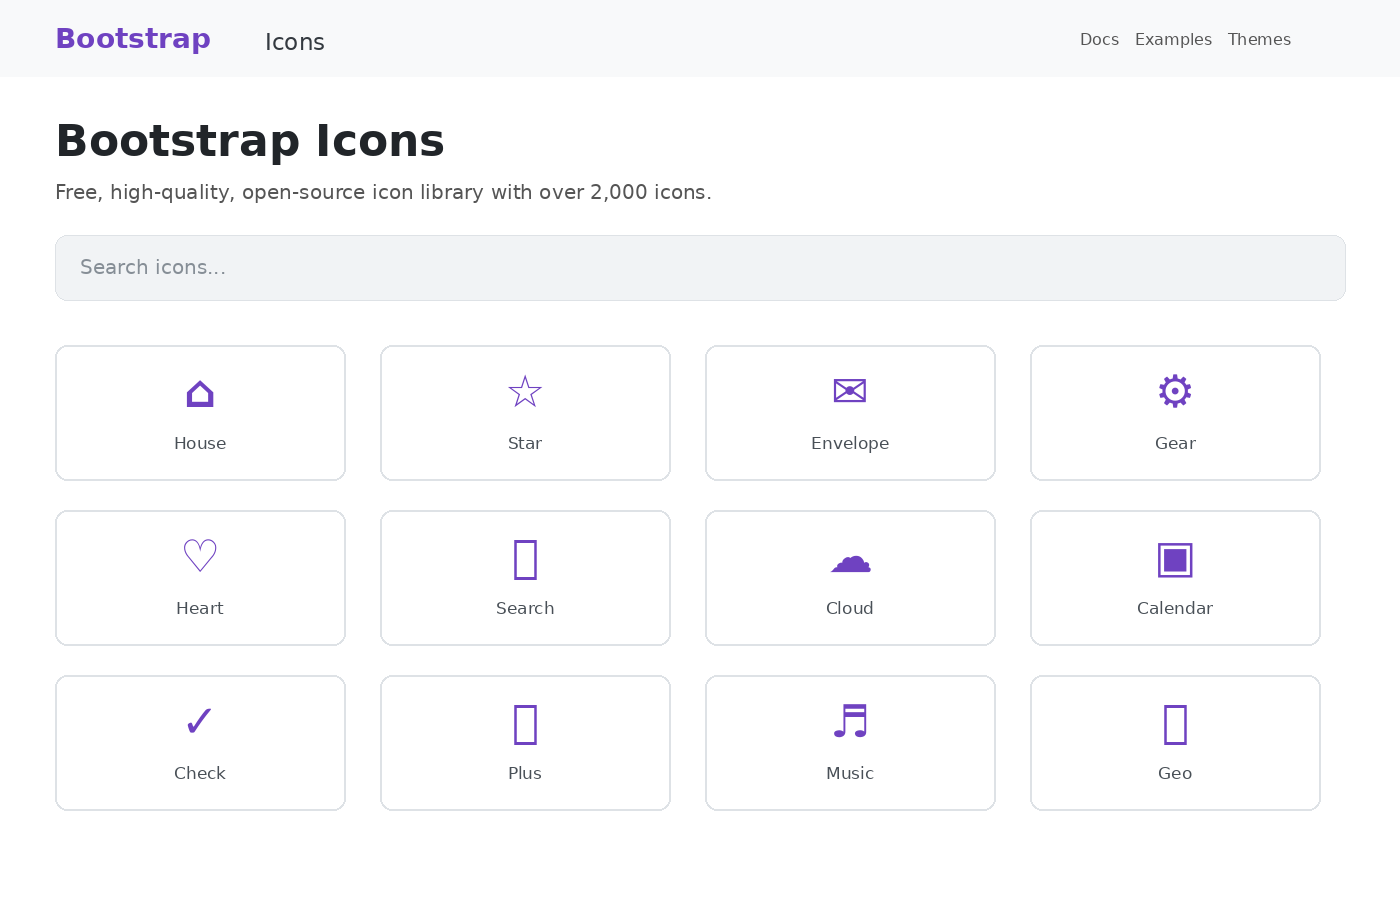 Bootstrap Icons Docs Examples Themes
Bootstrap Icons
Free, high-quality, open-source icon library with over 2,000 icons.
Search icons...
House Star Envelope Gear
Heart Search Cloud Calendar
Check Plus Music Geo